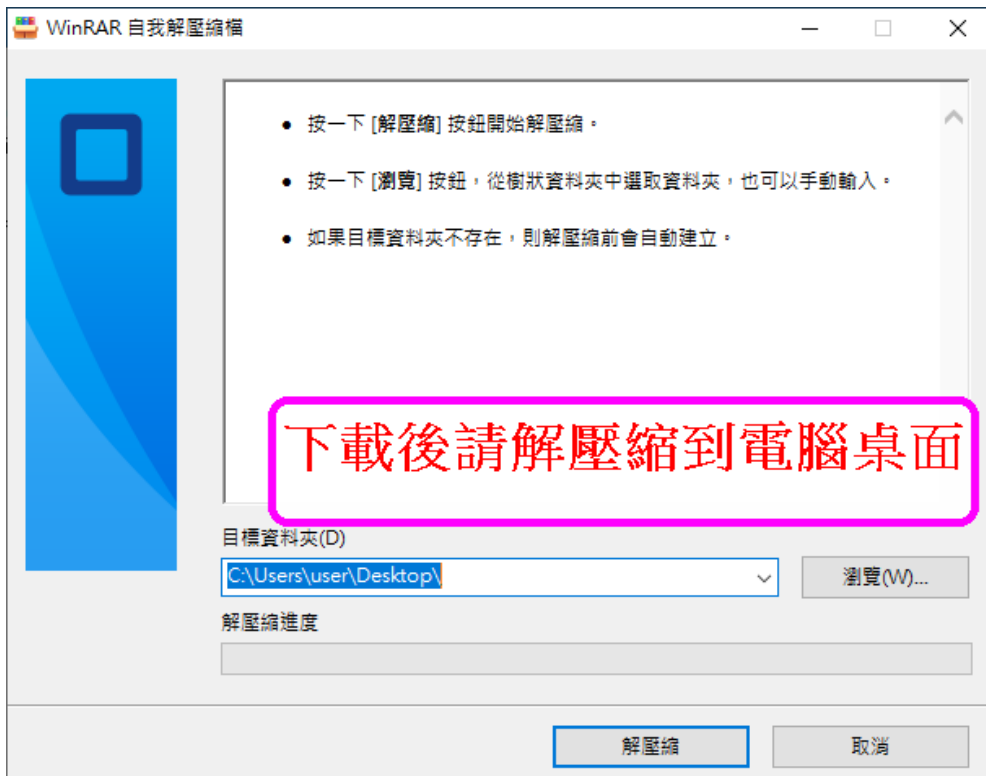 WinRAR 自我解壓縮檔
按一下 [解壓縮] 按鈕開始解壓縮。
按一下 [瀏覽] 按鈕，從樹狀資料夾中選取資料夾，也可以手動輸入。
如果目標資料夾不存在，則解壓縮前會自動建立。
下載後請解壓縮到電腦桌面
目標資料夾(D)
C:\Users\user\Desktop\
瀏覽(W)...
解壓縮進度
解壓縮
取消